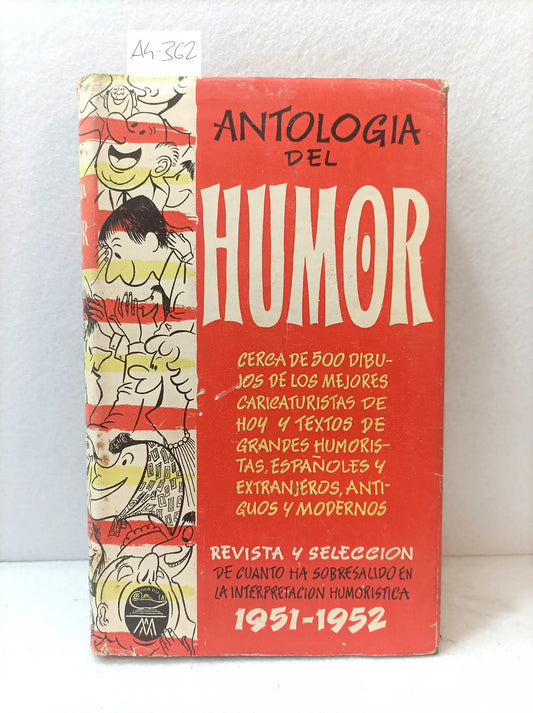 A4-362
ANTOLOGIA
DEL
HUMOR
CERCA DE 500 DIBU-
JOS DE LOS MEJORES
CARICATURISTAS DE
HOY Y TEXTOS DE
GRANDES HUMORIS-
TAS, ESPAÑOLES Y
EXTRANJEROS, ANTI-
GUOS Y MODERNOS
REVISTA Y SELECCION
DE CUANTO HA SOBRESALIDO EN
LA INTERPRETACION HUMORISTICA
1951-1952